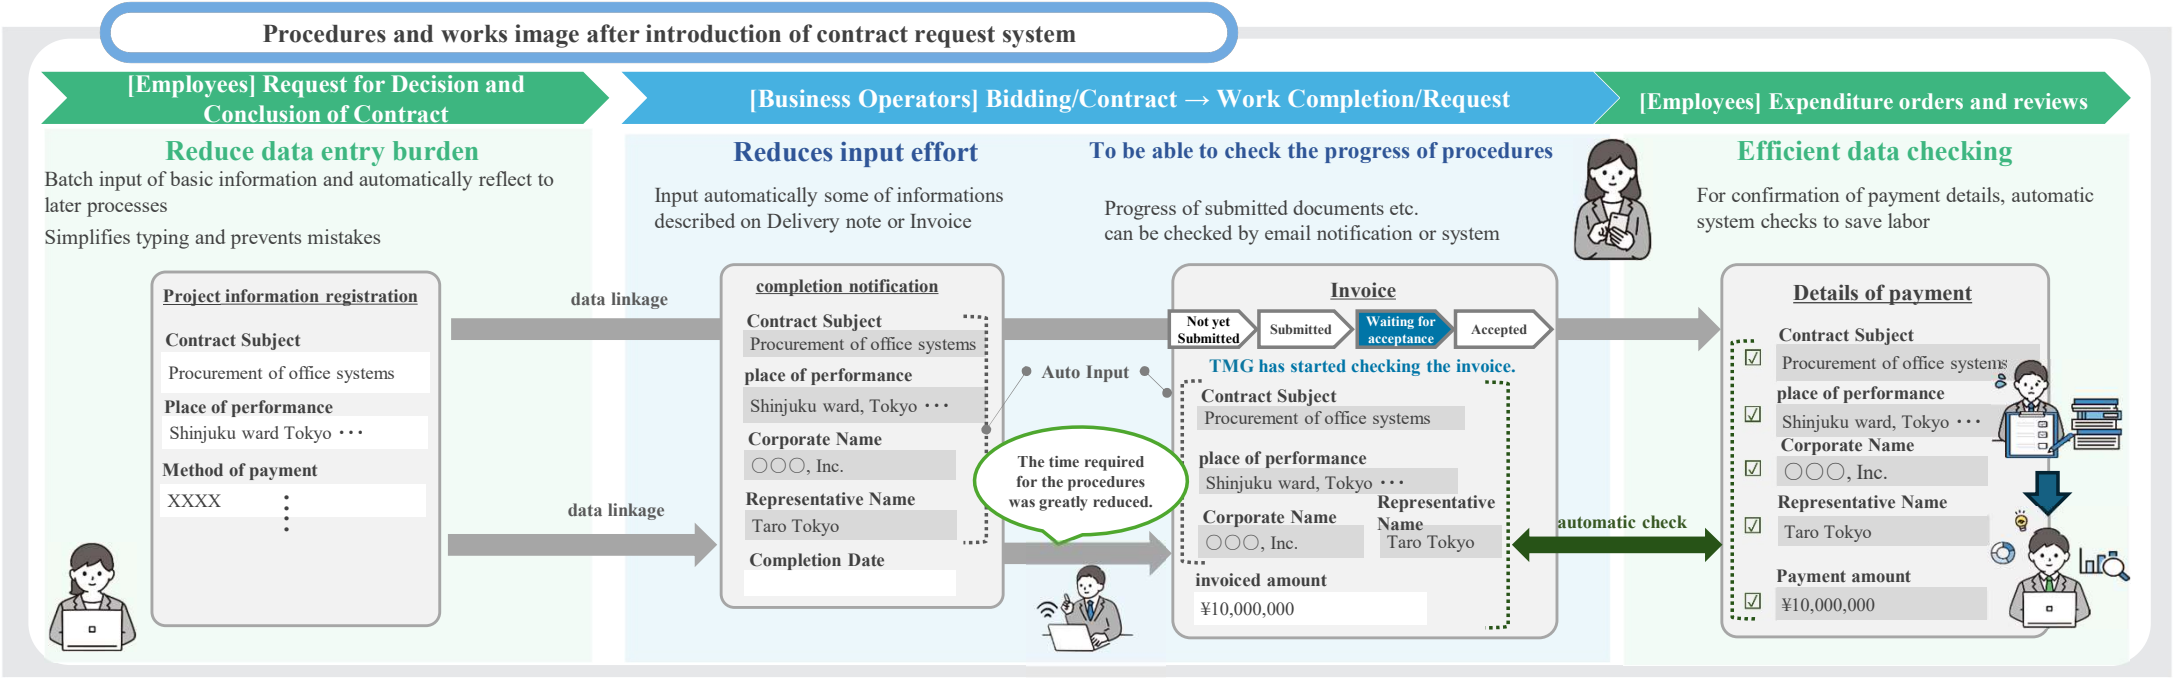 Procedures and works image after introduction of contract request system
[Employees] Request for Decision and
Conclusion of Contract
[Business Operators] Bidding/Contract → Work Completion/Request
[Employees] Expenditure orders and reviews
Reduce data entry burden
Batch input of basic information and automatically reflect to
later processes
Simplifies typing and prevents mistakes
Project information registration
Contract Subject
Procurement of office systems
Place of performance
Shinjuku ward Tokyo ･･･
Method of payment
XXXX
data linkage
data linkage
Reduces input effort
Input automatically some of informations
described on Delivery note or Invoice
completion notification
Contract Subject
Procurement of office systems
place of performance
Shinjuku ward, Tokyo ･･･
Corporate Name
〇〇〇, Inc.
Representative Name
Taro Tokyo
Completion Date
Auto Input
The time required
for the procedures
was greatly reduced.
To be able to check the progress of procedures
Progress of submitted documents etc.
can be checked by email notification or system
Invoice
Not yet
Submitted
Submitted
Waiting for
acceptance
Accepted
TMG has started checking the invoice.
Contract Subject
Procurement of office systems
place of performance
Shinjuku ward, Tokyo ･･･
Corporate Name
〇〇〇, Inc.
Representative
Name
Taro Tokyo
invoiced amount
¥10,000,000
automatic check
Efficient data checking
For confirmation of payment details, automatic
system checks to save labor
Details of payment
Contract Subject
☑ Procurement of office systems
place of performance
☑ Shinjuku ward, Tokyo ･･･
Corporate Name
☑ 〇〇〇, Inc.
Representative Name
☑ Taro Tokyo
Payment amount
☑ ¥10,000,000